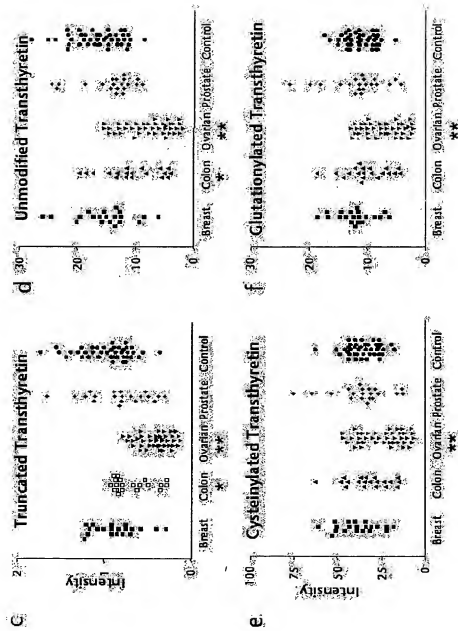 c
Truncated Transthyretin
Intensity
2
1
0
Breast Colon Ovarian Prostate Control
* **
d
Unmodified Transthyretin
30
20
10
0
Breast Colon Ovarian Prostate Control
* **
e
Cysteinylated Transthyretin
Intensity
100
75
50
25
0
Breast Colon Ovarian Prostate Control
**
f
Glutationylated Transthyretin
30
20
10
0
Breast Colon Ovarian Prostate Control
**